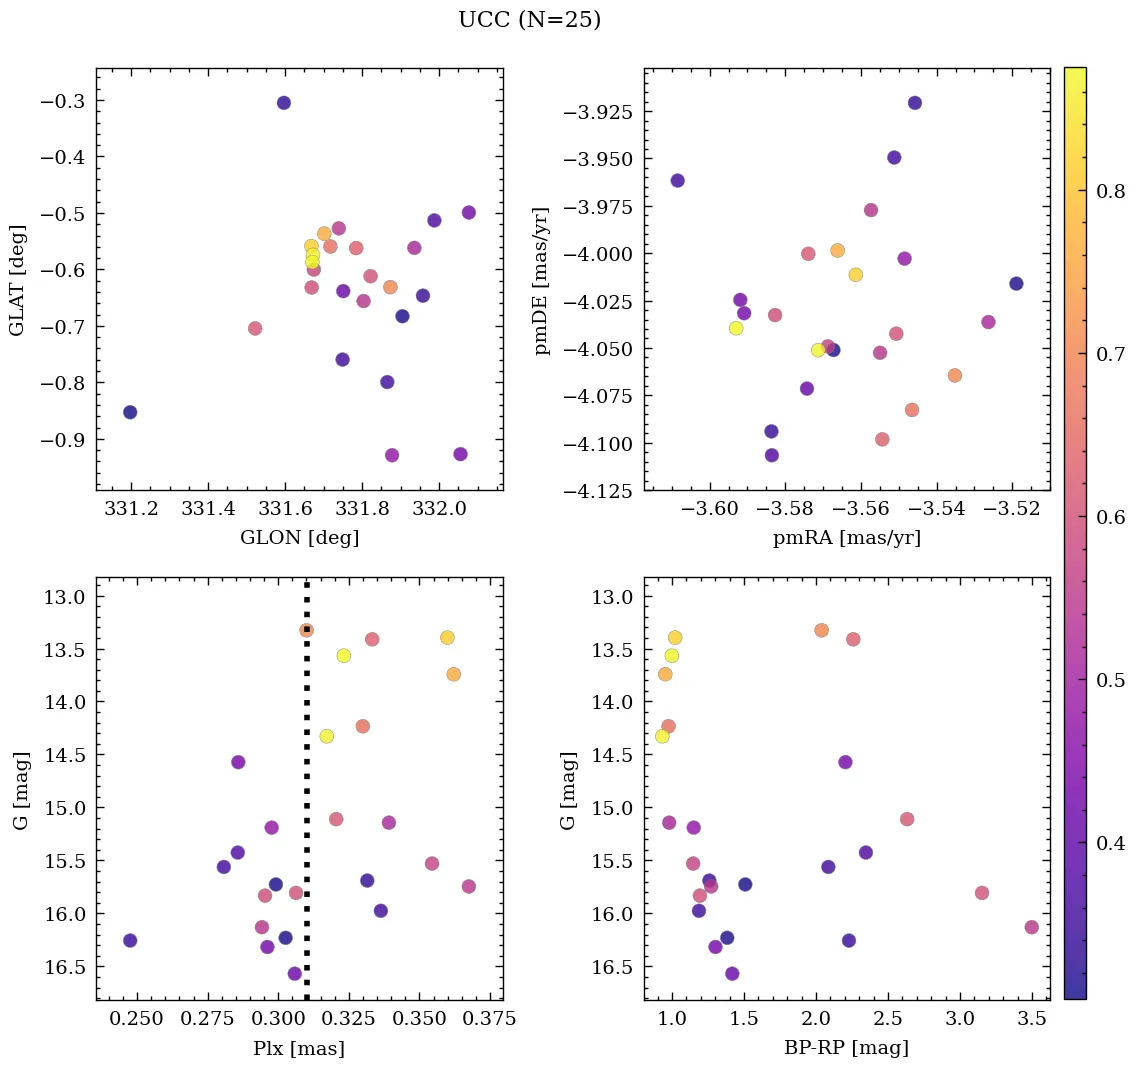 UCC (N=25)
−0.3
−0.4
−0.5
−0.6
−0.7
−0.8
−0.9
GLAT [deg]
331.2 331.4 331.6 331.8 332.0
GLON [deg]
−3.925
−3.950
−3.975
−4.000
−4.025
−4.050
−4.075
−4.100
−4.125
pmDE [mas/yr]
−3.60 −3.58 −3.56 −3.54 −3.52
pmRA [mas/yr]
0.8
0.7
0.6
0.5
0.4
13.0
13.5
14.0
14.5
15.0
15.5
16.0
16.5
G [mag]
0.250 0.275 0.300 0.325 0.350 0.375
Plx [mas]
13.0
13.5
14.0
14.5
15.0
15.5
16.0
16.5
G [mag]
1.0 1.5 2.0 2.5 3.0 3.5
BP-RP [mag]